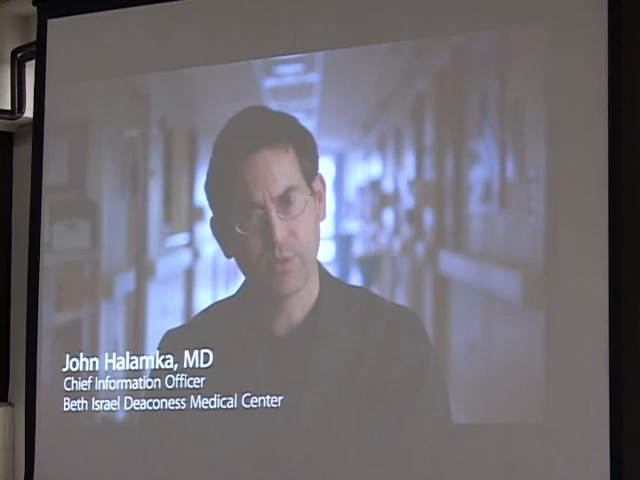 John Halamka, MD
Chief Information Officer
Beth Israel Deaconess Medical Center